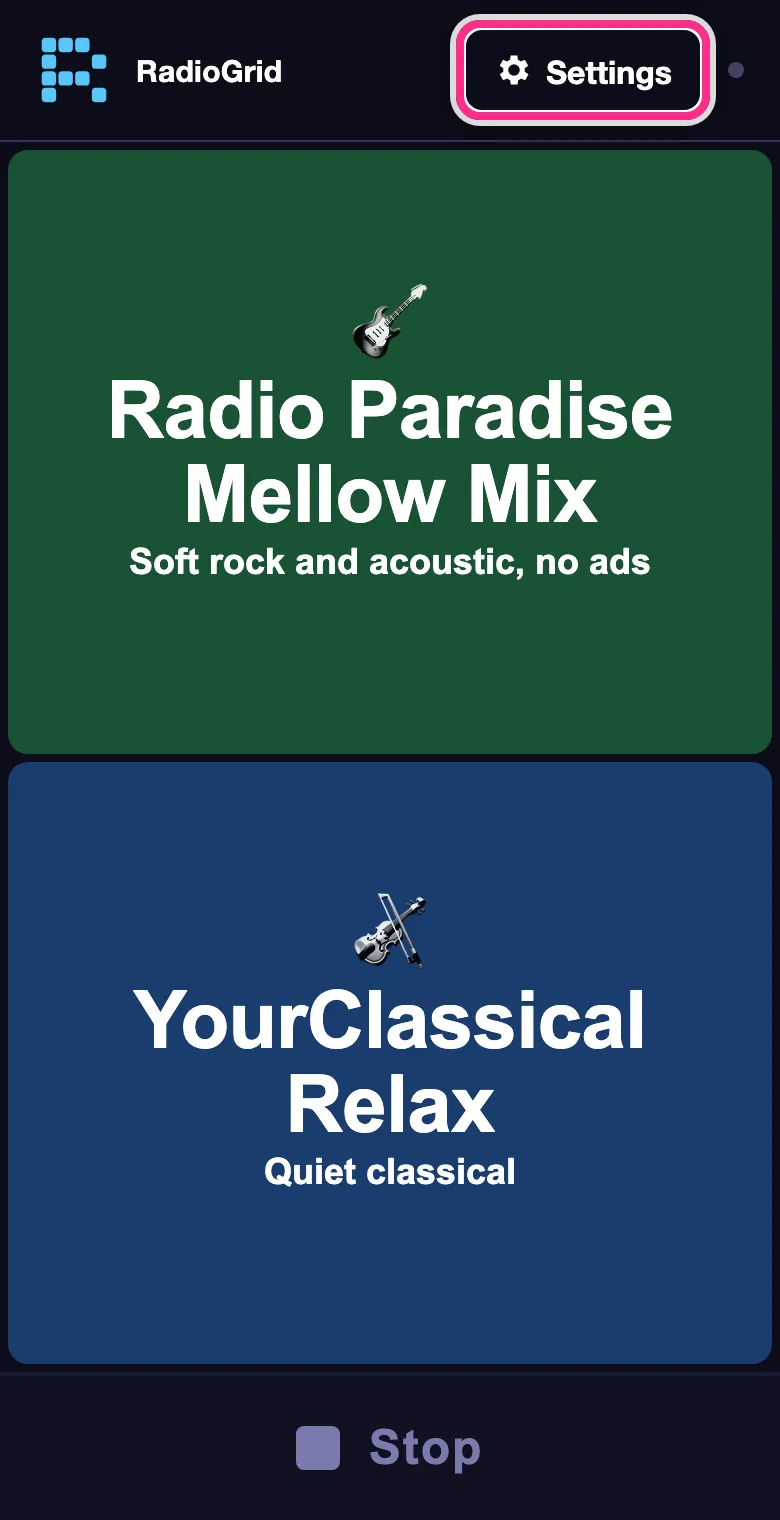 RadioGrid
Settings
Radio Paradise
Mellow Mix
Soft rock and acoustic, no ads
YourClassical
Relax
Quiet classical
Stop